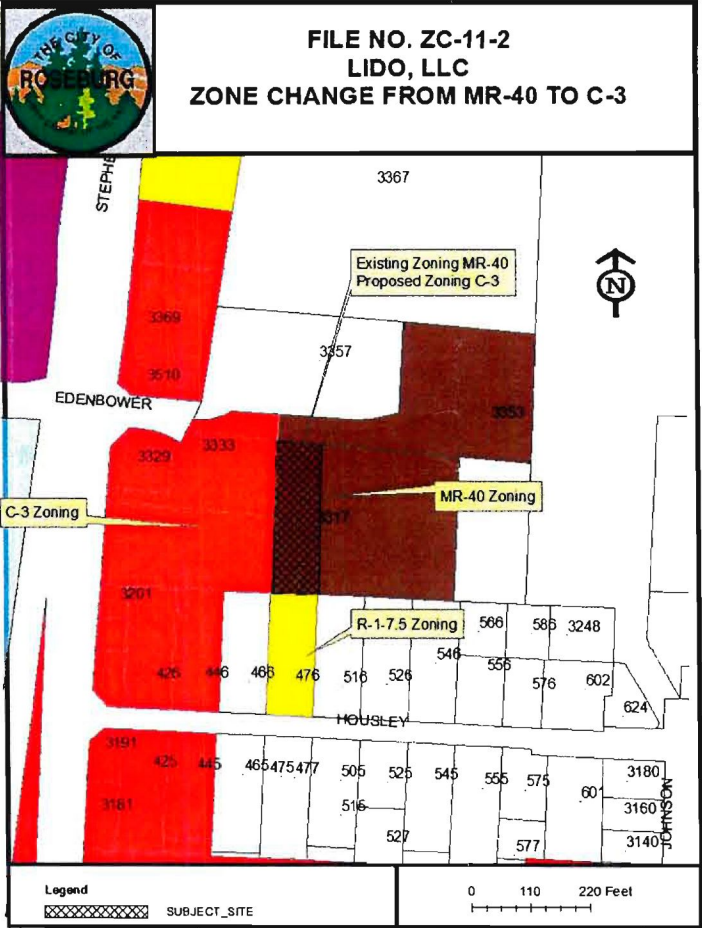 THE CITY OF
ROSEBURG
FILE NO. ZC-11-2
LIDO, LLC
ZONE CHANGE FROM MR-40 TO C-3
STEPHE
3367
Existing Zoning MR-40
Proposed Zoning C-3
N
3369
3357
3510
EDENBOWER
3353
3333
3329
MR-40 Zoning
C-3 Zoning
3317
3201
R-1-7.5 Zoning
566
586
3248
546
556
426
446
466
476
516
526
576
602
624
HOUSLEY
3191
425
445
465
475
477
505
525
545
555
575
601
3180
3181
515
3160
JOHNSON
527
577
3140
Legend
SUBJECT_SITE
0 110 220 Feet